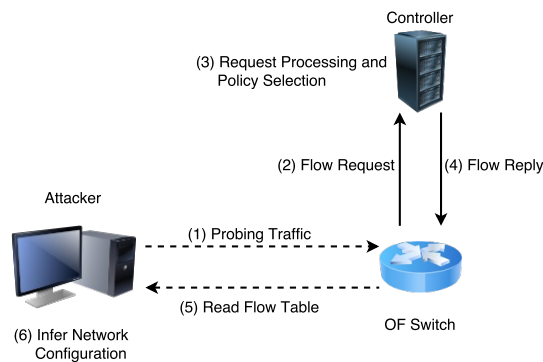 Controller
(3) Request Processing and
Policy Selection
(2) Flow Request
(4) Flow Reply
Attacker
(1) Probing Traffic
(5) Read Flow Table
OF Switch
(6) Infer Network
Configuration